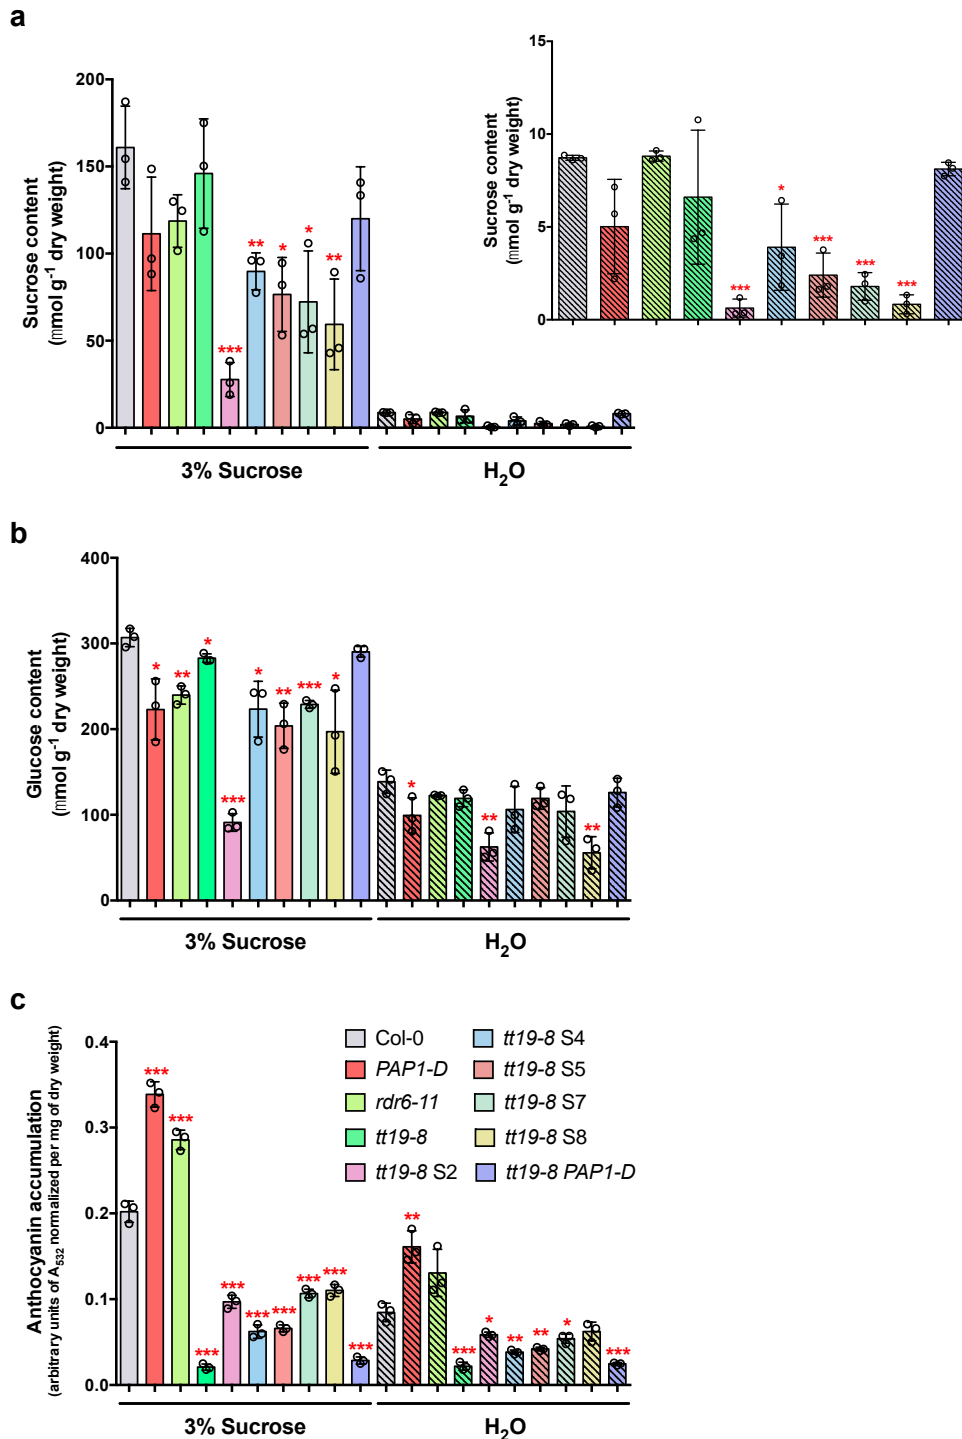 a
Sucrose content
(mmol g⁻¹ dry weight)
200
150
100
50
0
***
**
*
*
**
3% Sucrose
H₂O
Sucrose content
(mmol g⁻¹ dry weight)
15
10
5
0
***
*
***
***
***
b
Glucose content
(mmol g⁻¹ dry weight)
400
300
200
100
0
*
**
*
***
*
**
***
*
*
**
**
3% Sucrose
H₂O
c
Anthocyanin accumulation
(arbitrary units of A₅₃₂ normalized per mg of dry weight)
0.4
0.3
0.2
0.1
0.0
***
***
***
***
***
***
***
***
***
**
***
*
**
**
*
***
Col-0
PAP1-D
rdr6-11
tt19-8
tt19-8 S2
tt19-8 S4
tt19-8 S5
tt19-8 S7
tt19-8 S8
tt19-8 PAP1-D
3% Sucrose
H₂O